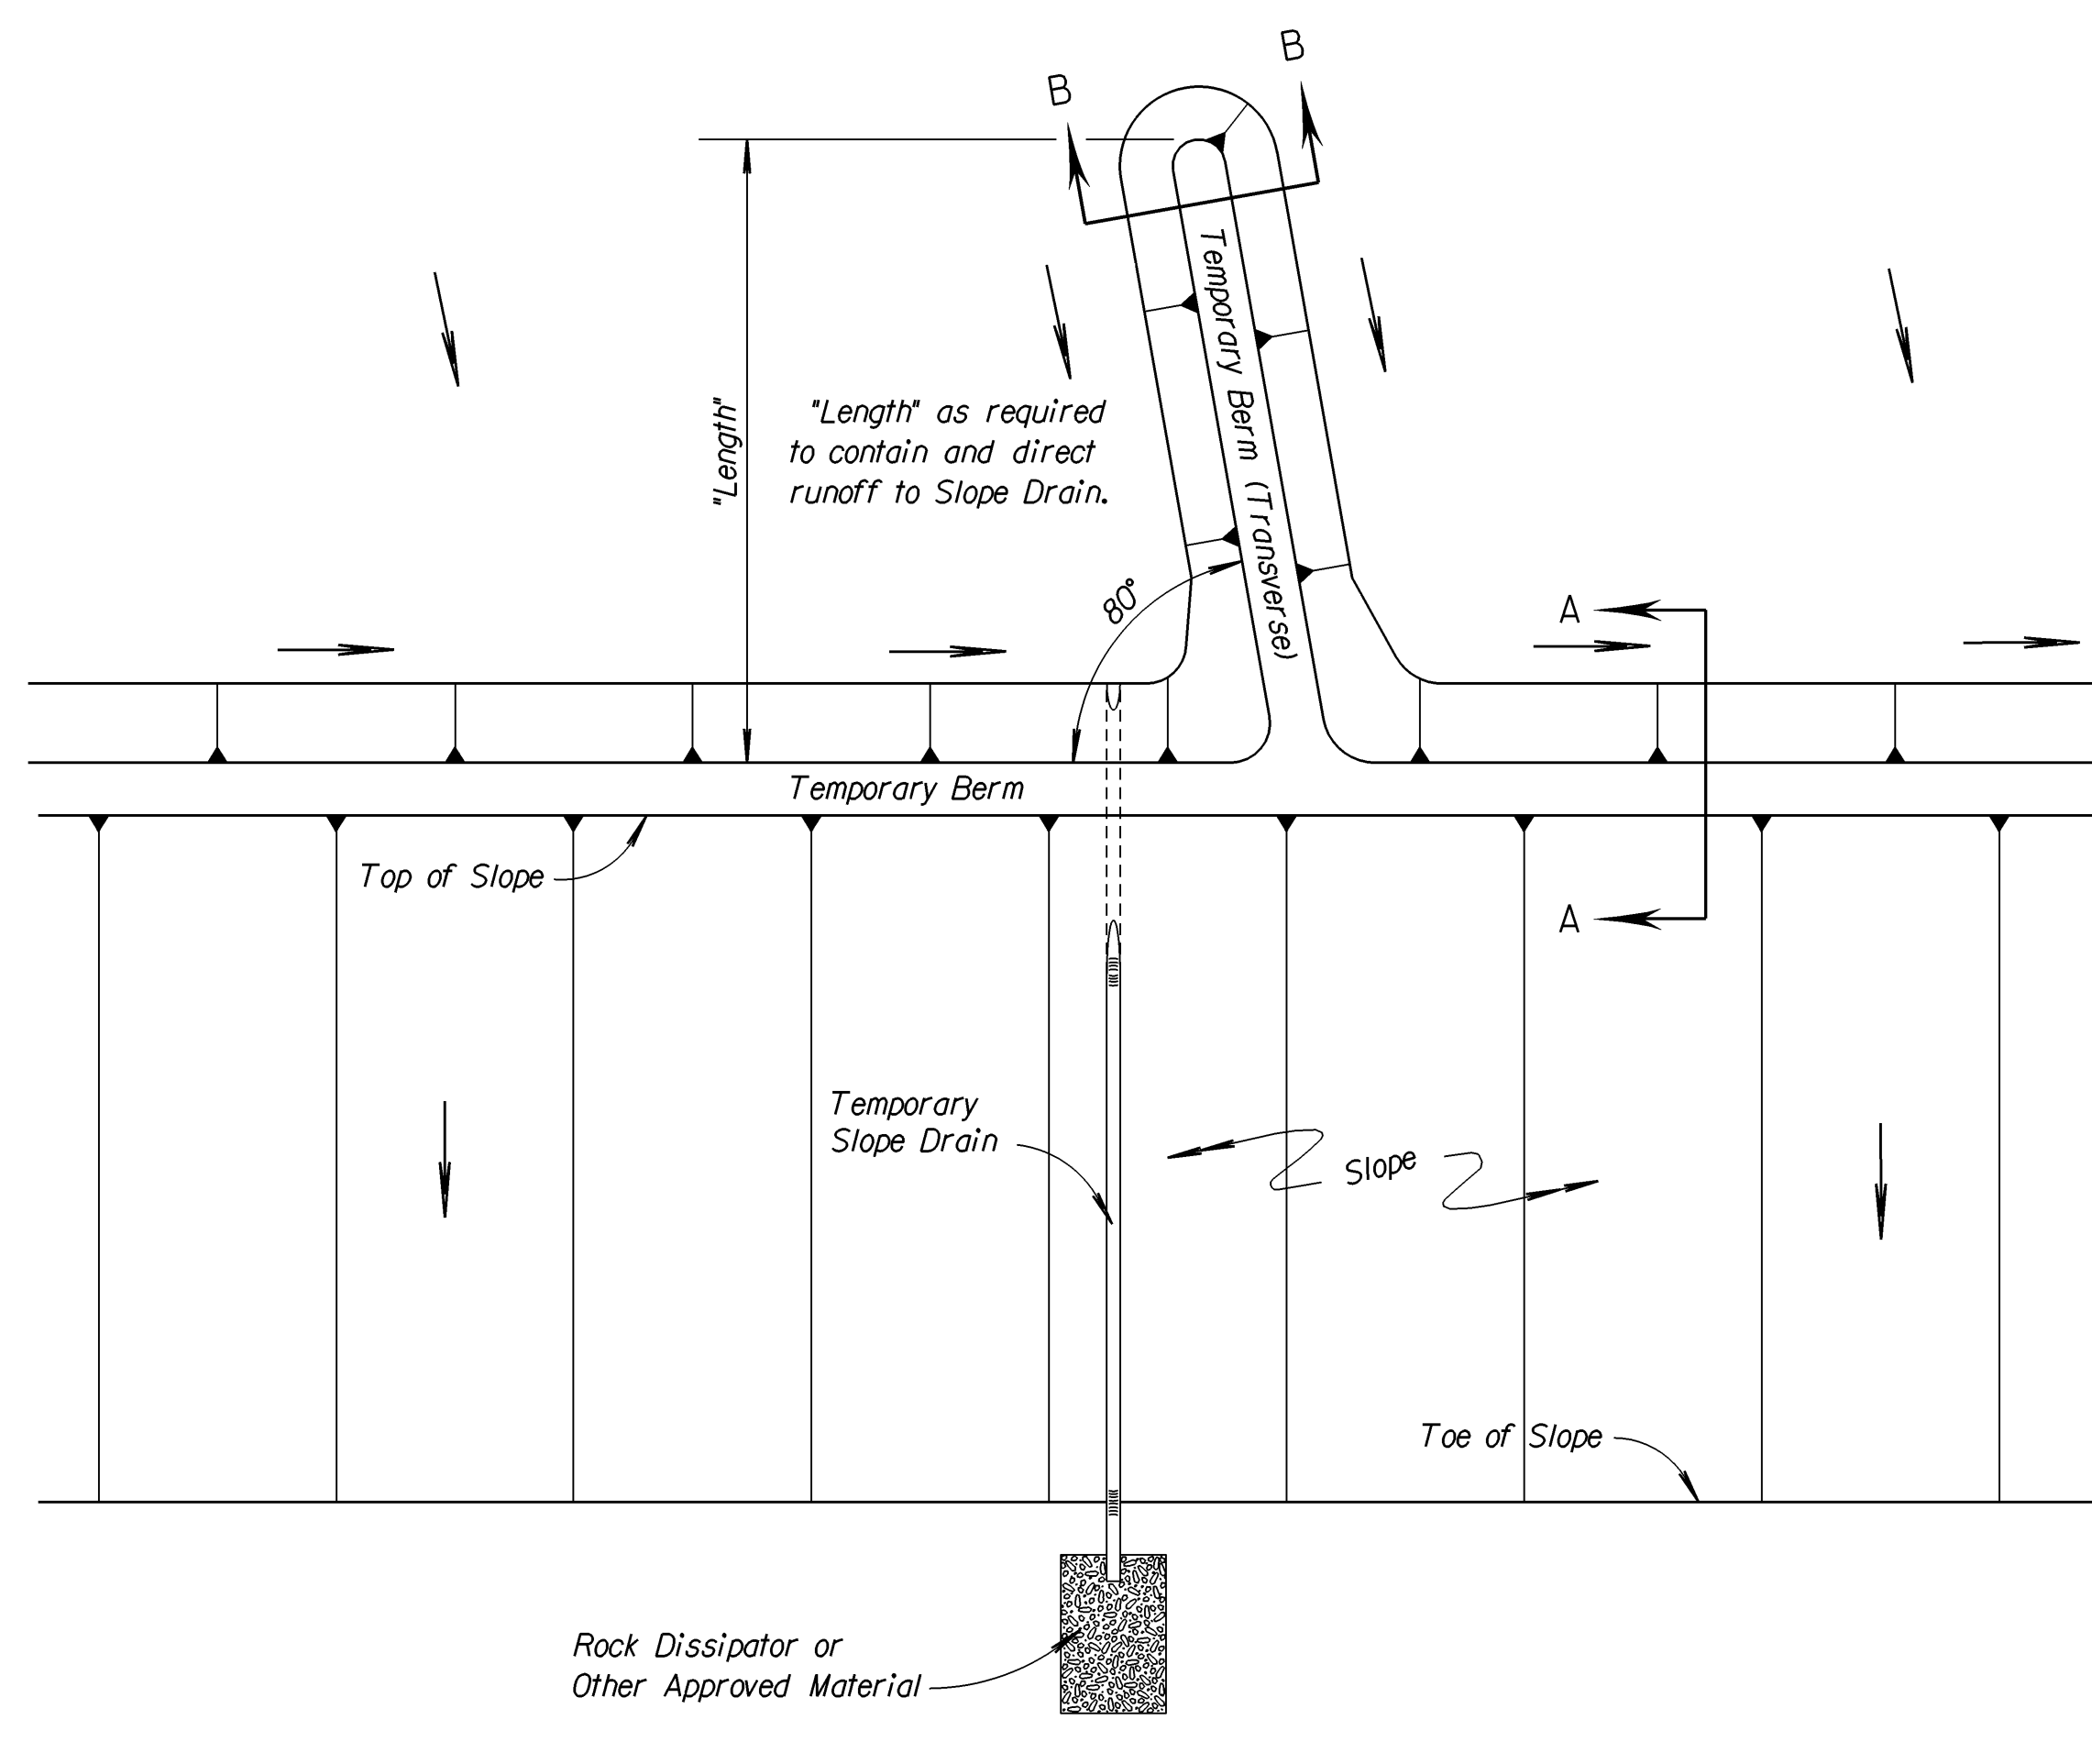 B
B
"Length"
"Length" as required
to contain and direct
runoff to Slope Drain.
Temporary Berm (Transverse)
80°
A
Temporary Berm
Top of Slope
A
Temporary
Slope Drain
Slope
Toe of Slope
Rock Dissipator or
Other Approved Material